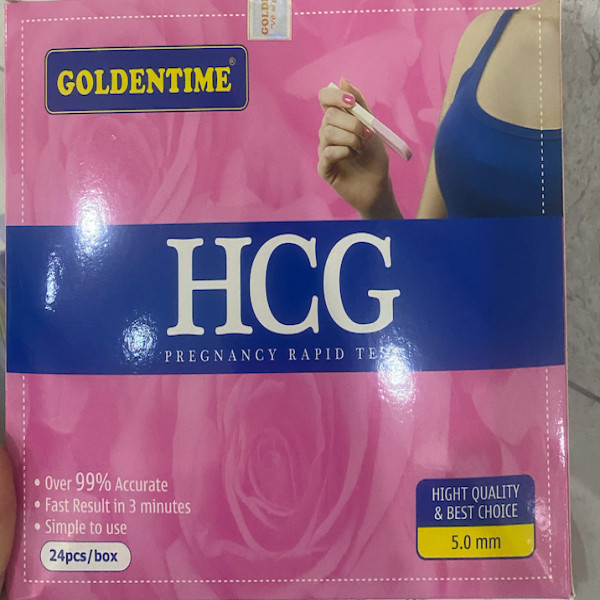 GOLD
GOLDENTIME®
HCG
PREGNANCY RAPID
• Over 99% Accurate
• Fast Result in 3 minutes
• Simple to use
24pcs/box
HIGHT QUALITY
& BEST CHOICE
5.0 mm